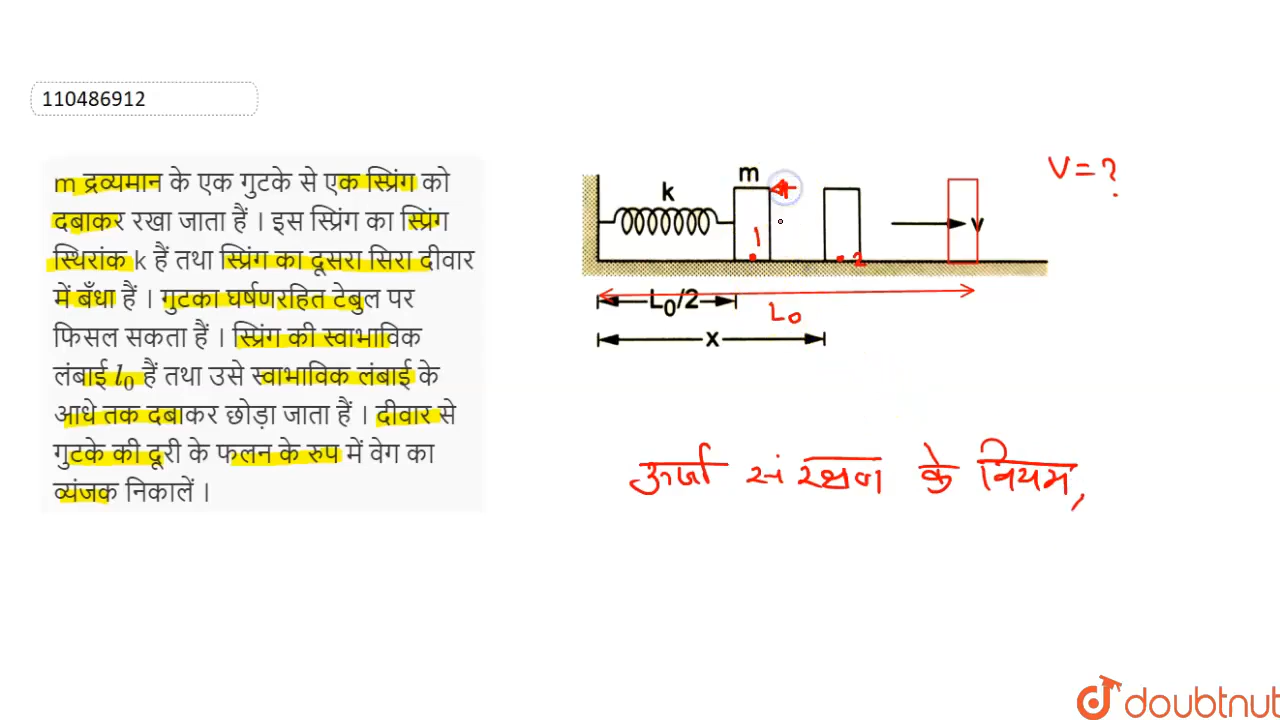 110486912
m द्रव्यमान के एक गुटके से एक स्प्रिंग को
दबाकर रखा जाता हैं । इस स्प्रिंग का स्प्रिंग
स्थिरांक k हैं तथा स्प्रिंग का दूसरा सिरा दीवार
में बँधा हैं । गुटका घर्षणरहित टेबुल पर
फिसल सकता हैं । स्प्रिंग की स्वाभाविक
लंबाई l₀ हैं तथा उसे स्वाभाविक लंबाई के
आधे तक दबाकर छोड़ा जाता हैं । दीवार से
गुटके की दूरी के फलन के रुप में वेग का
व्यंजक निकालें ।
m
k
v
1
2
L₀/2
L₀
x
V = ?
ऊर्जा संरक्षण के नियम,
doubtnut